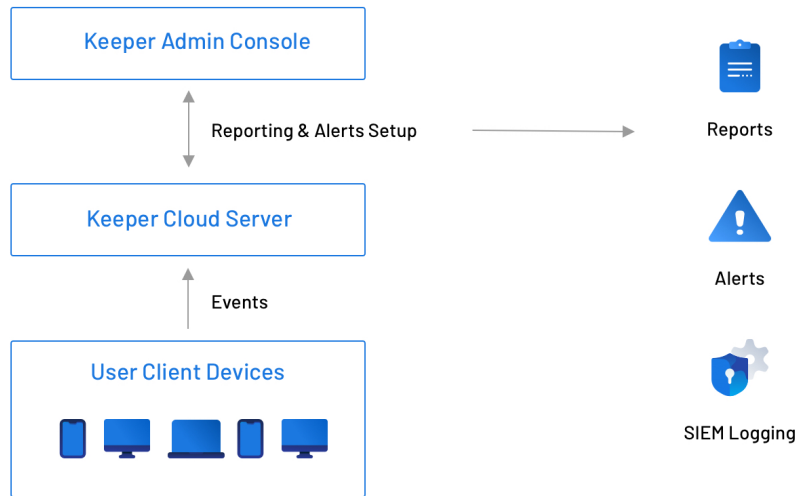 Keeper Admin Console
Reporting & Alerts Setup
Reports
Keeper Cloud Server
Alerts
Events
User Client Devices
SIEM Logging